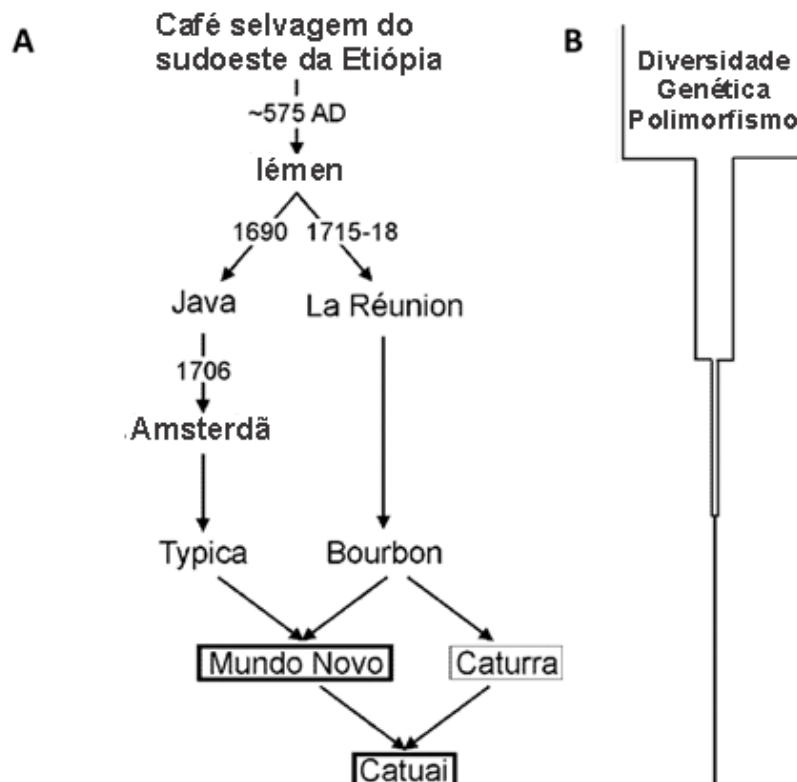 A
Café selvagem do
sudoeste da Etiópia
~575 AD
Iémen
1690 1715-18
Java La Réunion
1706
.Amsterdã
Typica Bourbon
Mundo Novo Caturra
Catuai
B
Diversidade
Genética
Polimorfismo